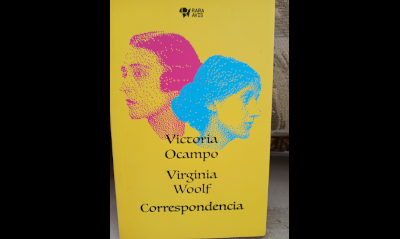 RARA
AVIS
Victoria
Ocampo
Virginia
Woolf
Correspondencia